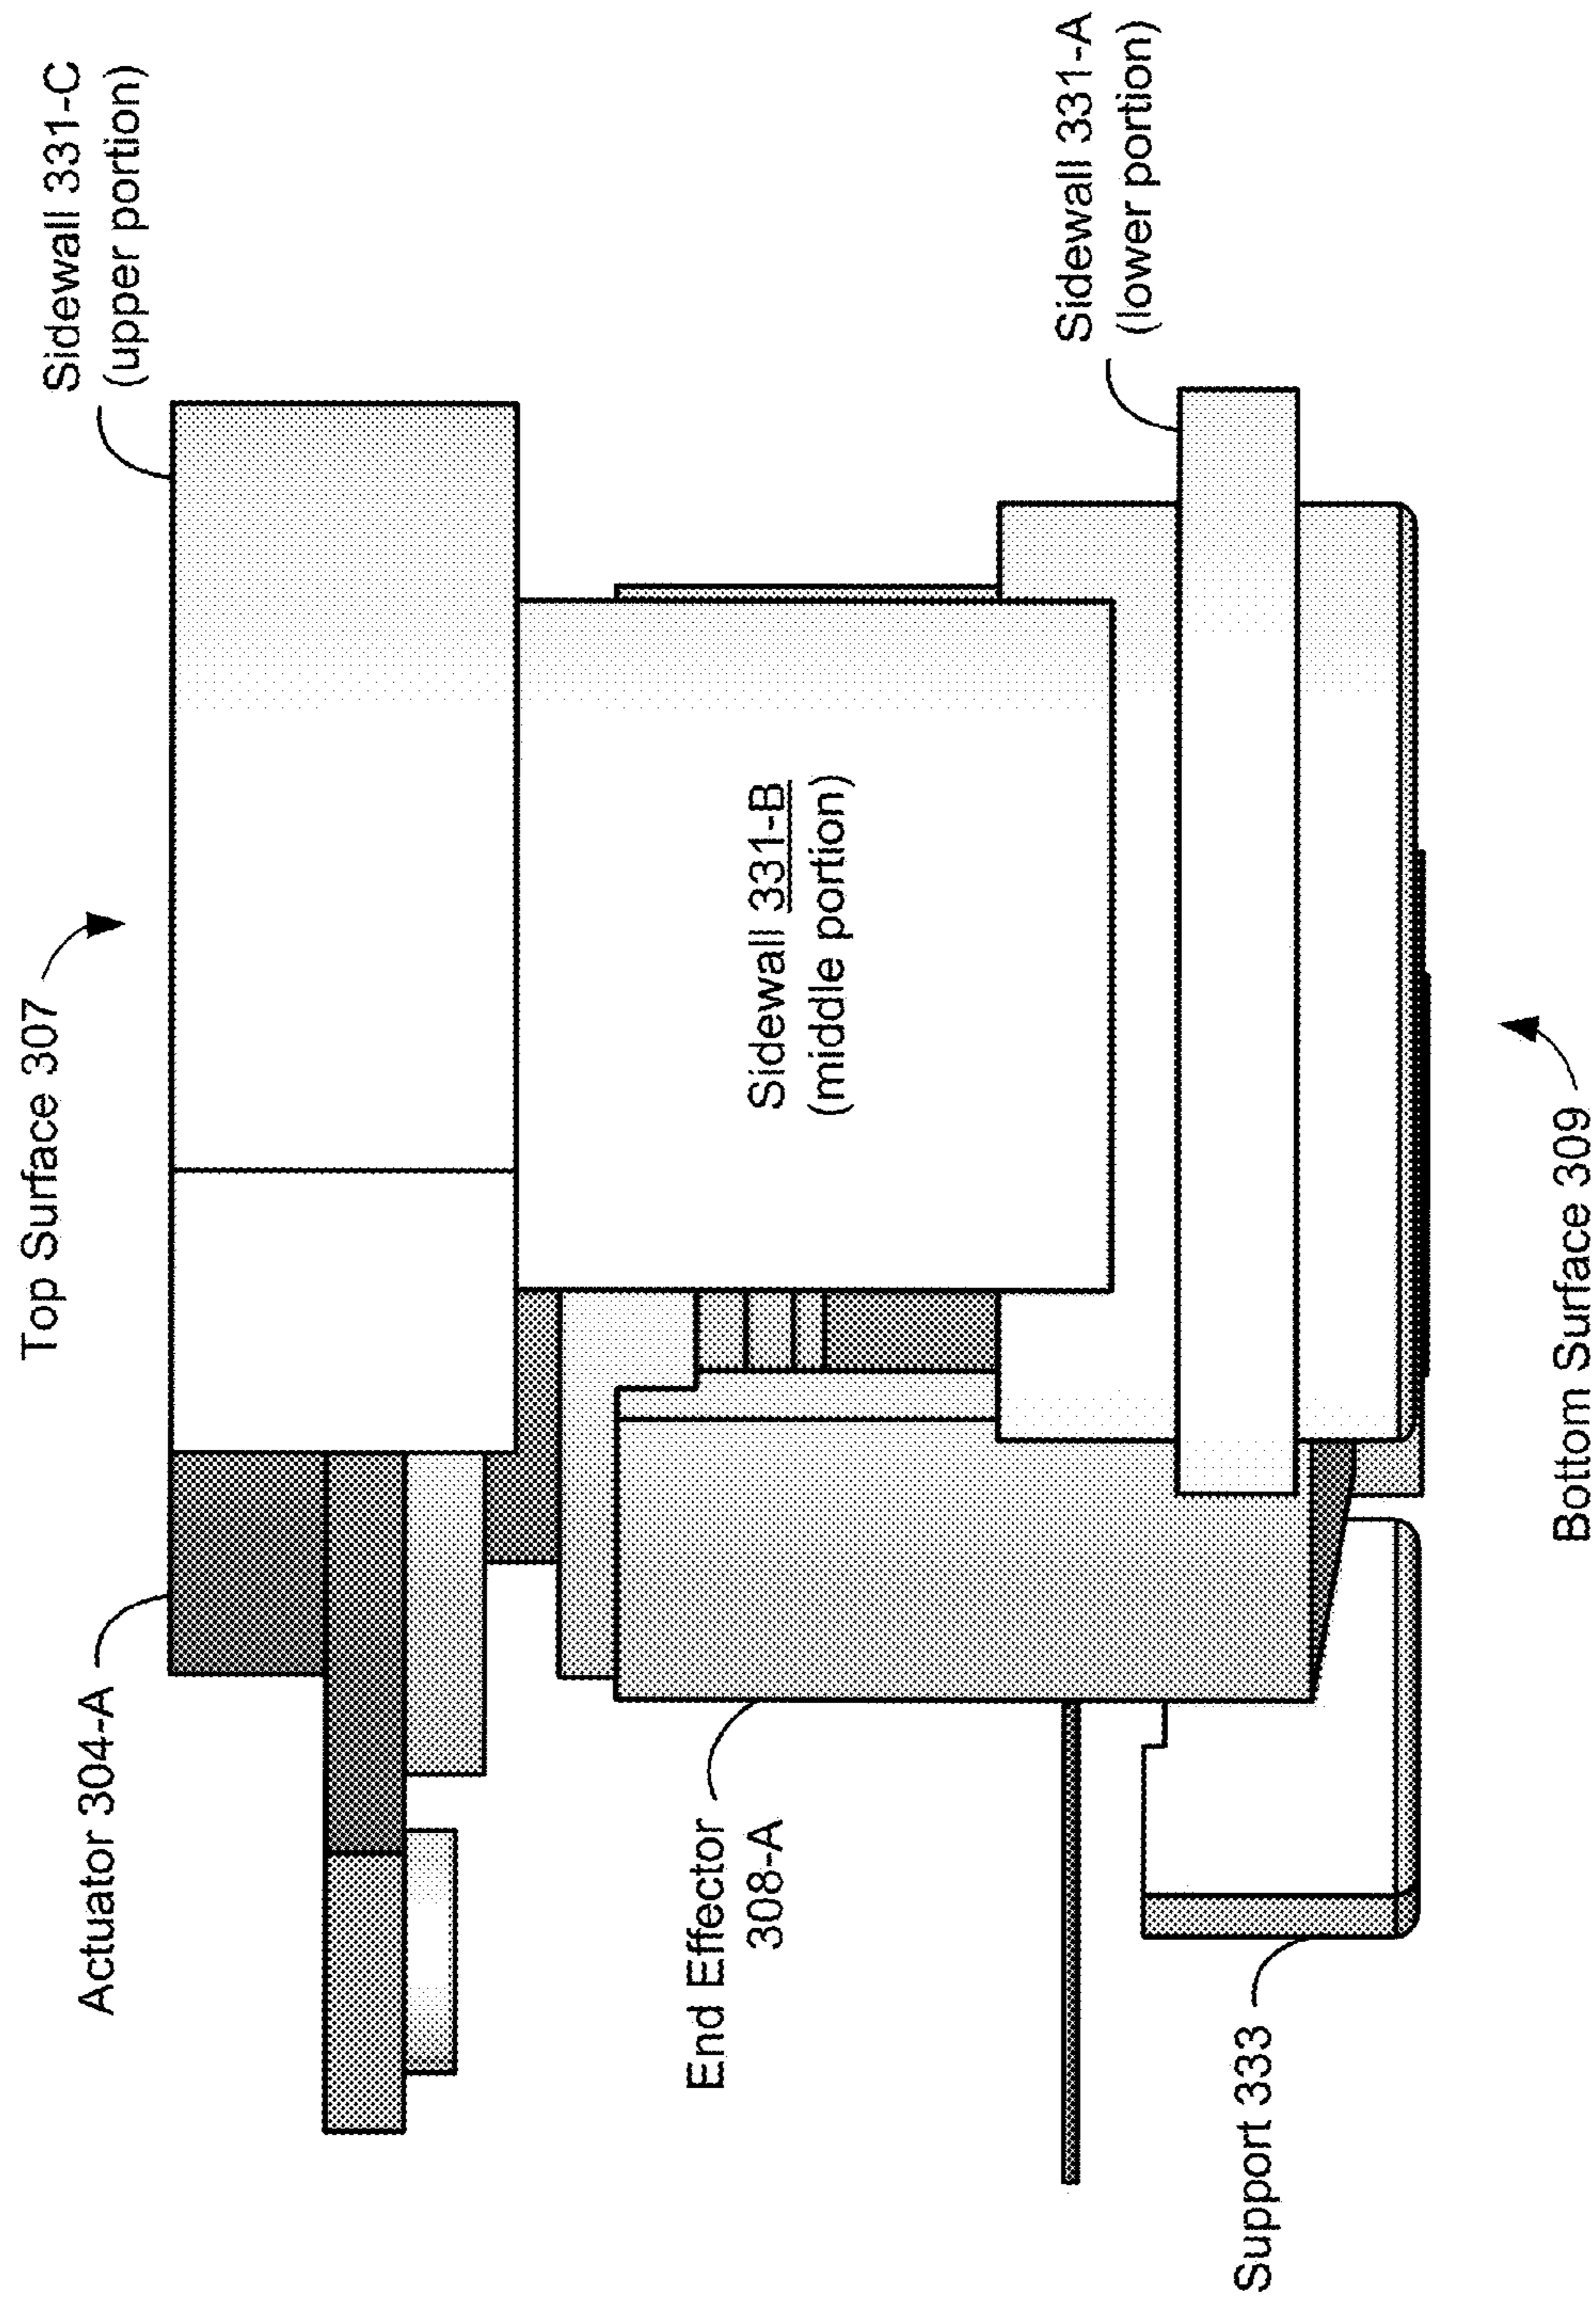 Top Surface 307
Sidewall 331-C
(upper portion)
Actuator 304-A
Sidewall 331-B
(middle portion)
End Effector
308-A
Sidewall 331-A
(lower portion)
Support 333
Bottom Surface 309